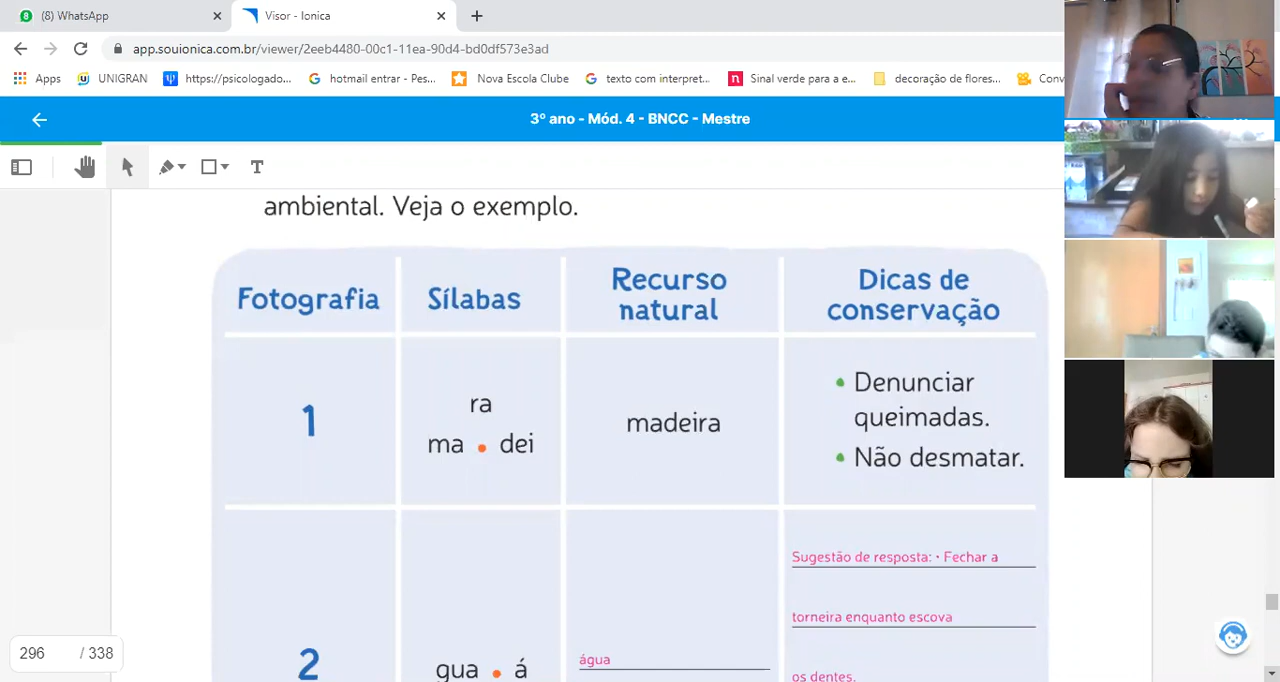 (8) WhatsApp
Visor - Ionica
app.souionica.com.br/viewer/2eeb4480-00c1-11ea-90d4-bd0df573e3ad
Apps UNIGRAN https://psicologado... hotmail entrar - Pes... Nova Escola Clube texto com interpret... Sinal verde para a e... decoração de flores... Conv
3º ano - Mód. 4 - BNCC - Mestre
T
ambiental. Veja o exemplo.
Fotografia
Sílabas
Recurso
natural
Dicas de
conservação
1
ra
ma • dei
madeira
• Denunciar
queimadas.
• Não desmatar.
2
gua • á
água
Sugestão de resposta: • Fechar a
torneira enquanto escova
os dentes.
296 / 338